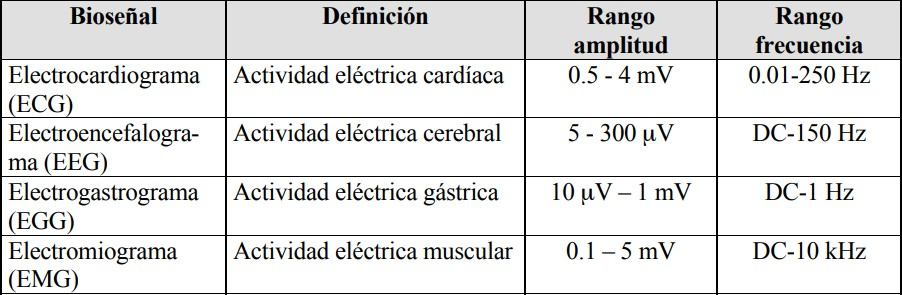 Bioseñal Definición Rango amplitud Rango frecuencia
Electrocardiograma (ECG) Actividad eléctrica cardíaca 0.5 - 4 mV 0.01-250 Hz
Electroencefalogra-ma (EEG) Actividad eléctrica cerebral 5 - 300 μV DC-150 Hz
Electrogastrograma (EGG) Actividad eléctrica gástrica 10 μV – 1 mV DC-1 Hz
Electromiograma (EMG) Actividad eléctrica muscular 0.1 – 5 mV DC-10 kHz